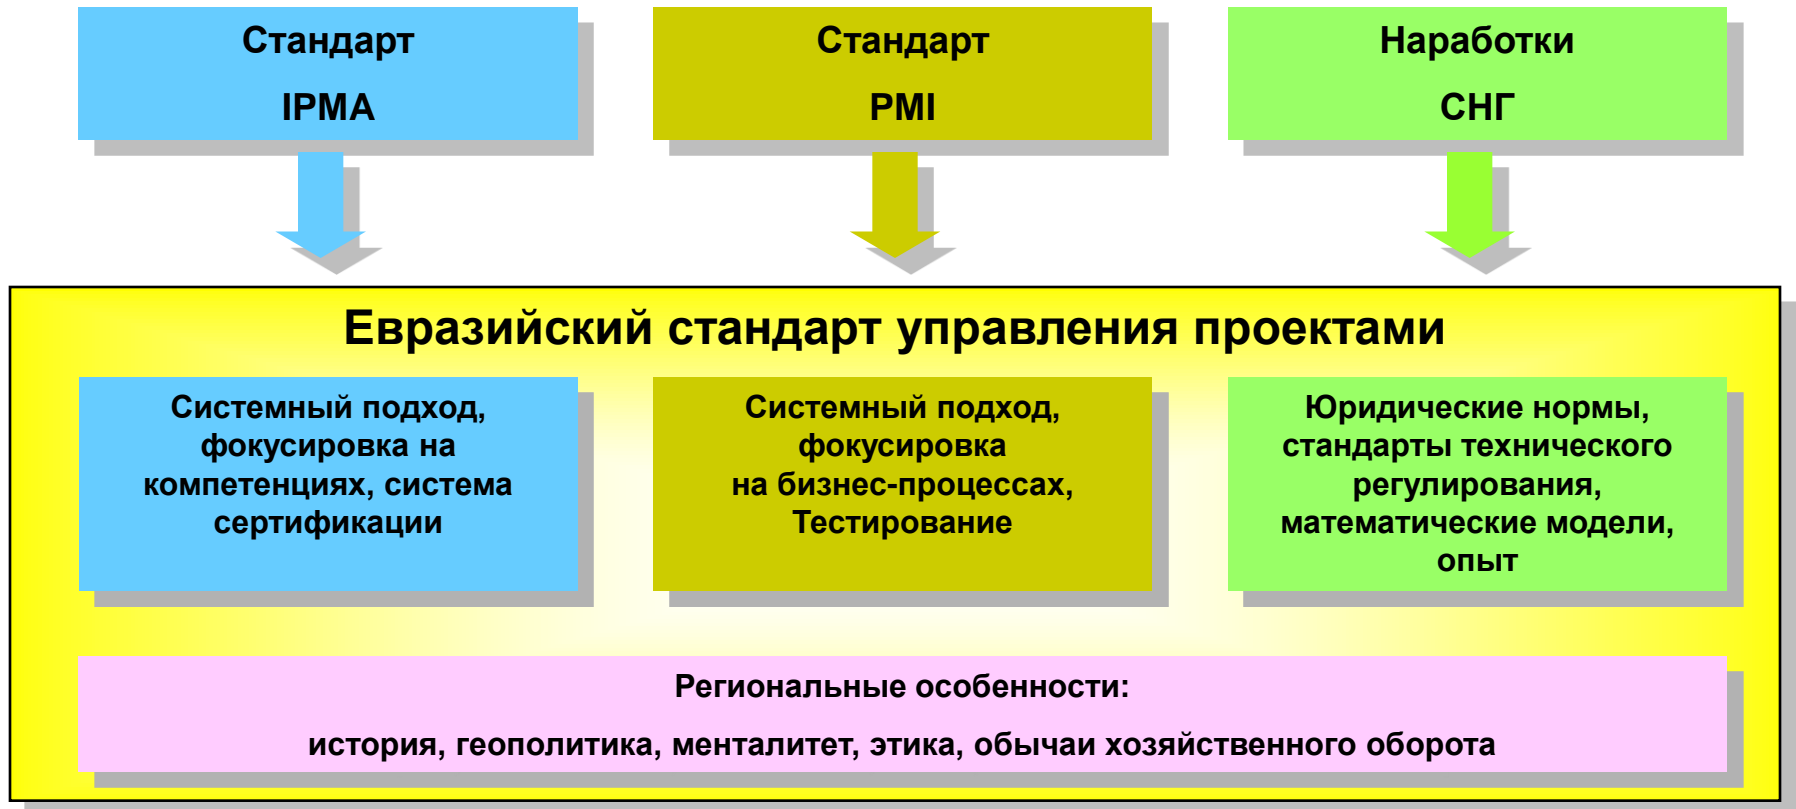 Стандарт
IPMA
Стандарт
PMI
Наработки
СНГ
Евразийский стандарт управления проектами
Системный подход,
фокусировка на
компетенциях, система
сертификации
Системный подход,
фокусировка
на бизнес-процессах,
Тестирование
Юридические нормы,
стандарты технического
регулирования,
математические модели,
опыт
Региональные особенности:
история, геополитика, менталитет, этика, обычаи хозяйственного оборота